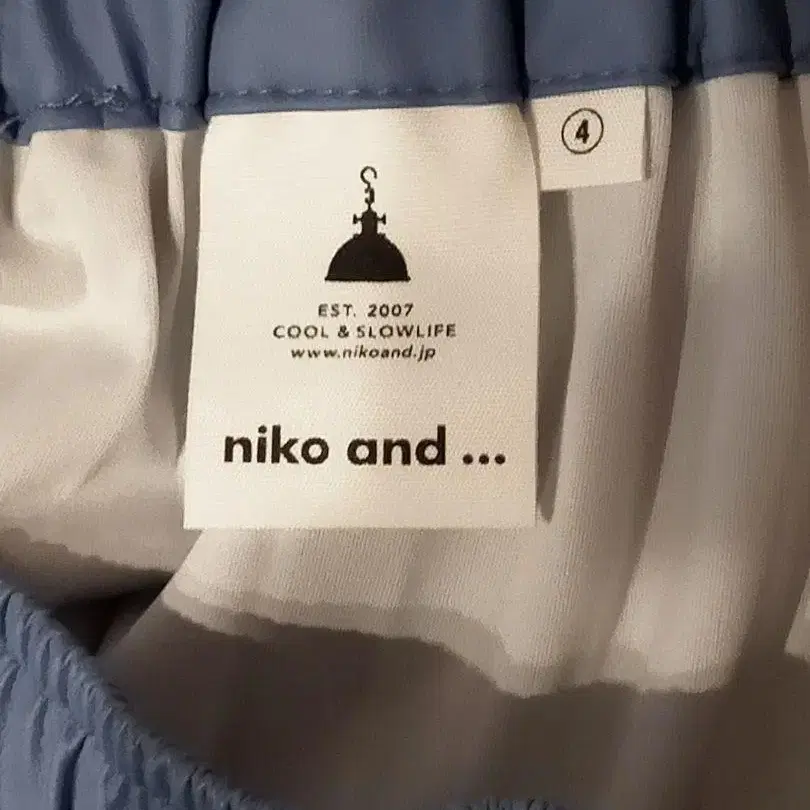 ④
EST. 2007
COOL & SLOWLIFE
www.nikoand.jp
niko and ...